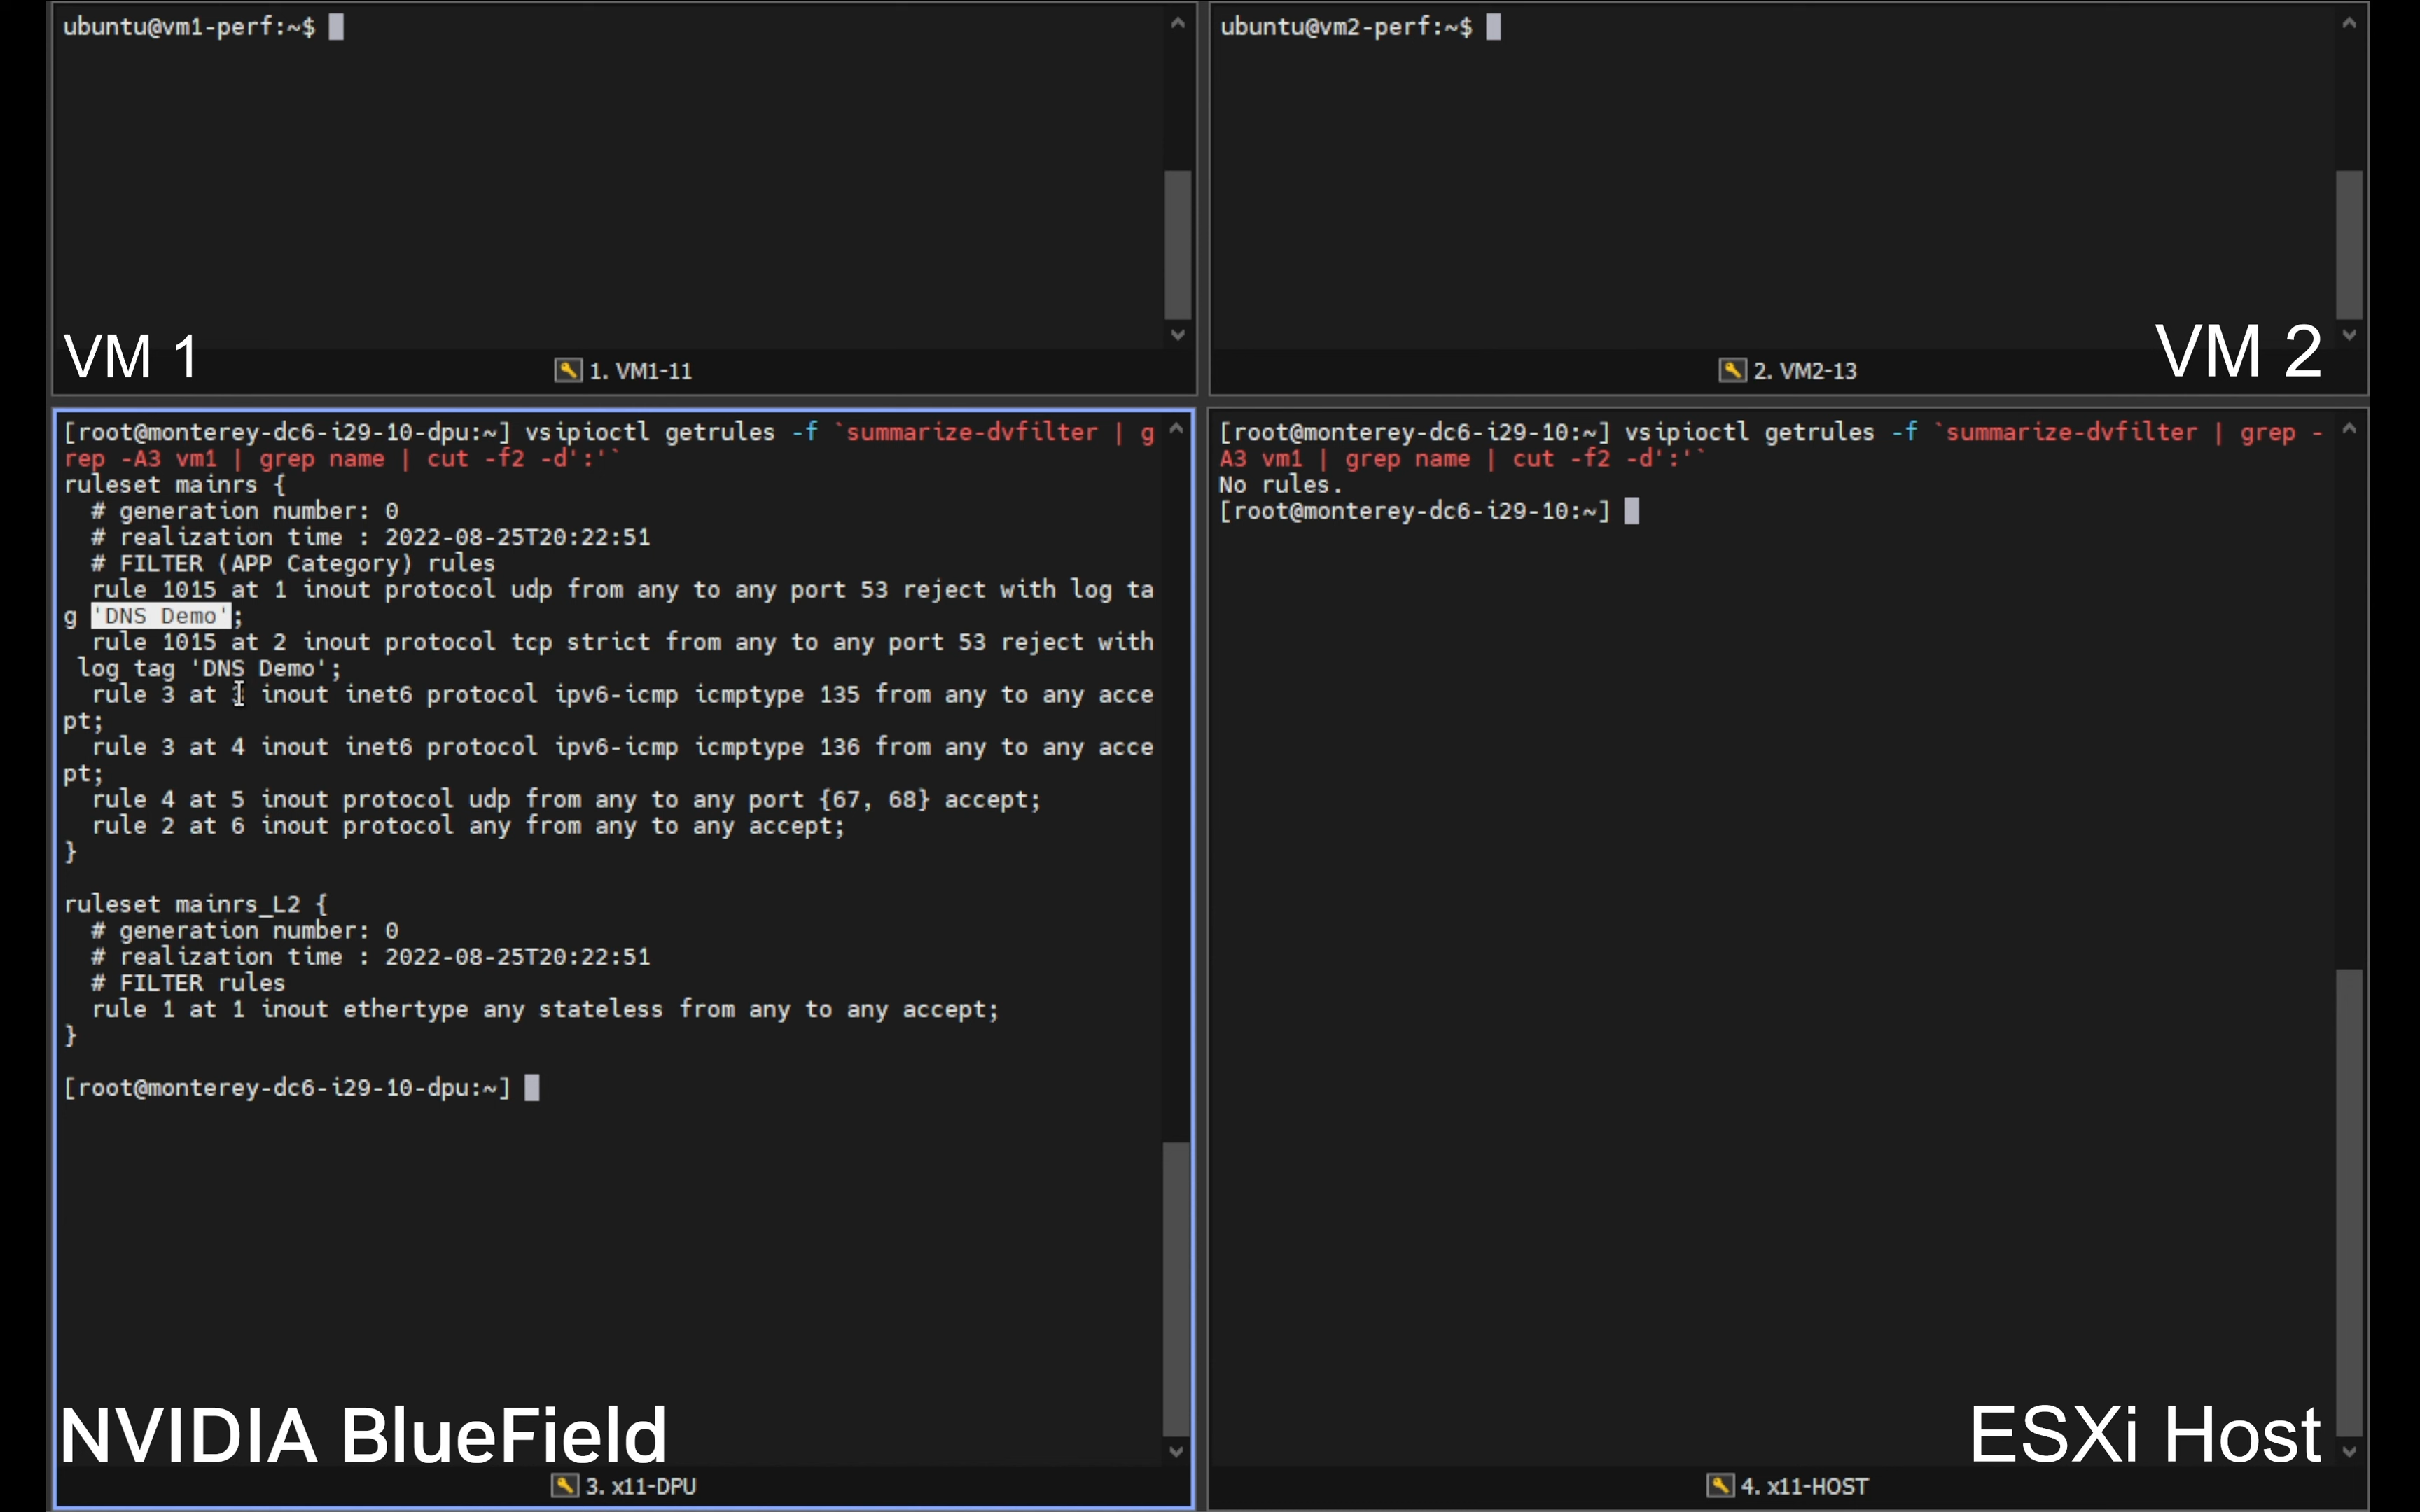 ubuntu@vm1-perf:~$
VM 1
1. VM1-11
ubuntu@vm2-perf:~$
VM 2
2. VM2-13
[root@monterey-dc6-i29-10-dpu:~] vsipioctl getrules -f `summarize-dvfilter | g
rep -A3 vm1 | grep name | cut -f2 -d':'`
ruleset mainrs {
  # generation number: 0
  # realization time : 2022-08-25T20:22:51
  # FILTER (APP Category) rules
  rule 1015 at 1 inout protocol udp from any to any port 53 reject with log ta
g 'DNS Demo';
  rule 1015 at 2 inout protocol tcp strict from any to any port 53 reject with
 log tag 'DNS Demo';
  rule 3 at inout inet6 protocol ipv6-icmp icmptype 135 from any to any acce
pt;
  rule 3 at 4 inout inet6 protocol ipv6-icmp icmptype 136 from any to any acce
pt;
  rule 4 at 5 inout protocol udp from any to any port {67, 68} accept;
  rule 2 at 6 inout protocol any from any to any accept;
}
ruleset mainrs_L2 {
  # generation number: 0
  # realization time : 2022-08-25T20:22:51
  # FILTER rules
  rule 1 at 1 inout ethertype any stateless from any to any accept;
}
[root@monterey-dc6-i29-10-dpu:~]
NVIDIA BlueField
3. x11-DPU
[root@monterey-dc6-i29-10:~] vsipioctl getrules -f `summarize-dvfilter | grep -
A3 vm1 | grep name | cut -f2 -d':'`
No rules.
[root@monterey-dc6-i29-10:~]
ESXi Host
4. x11-HOST